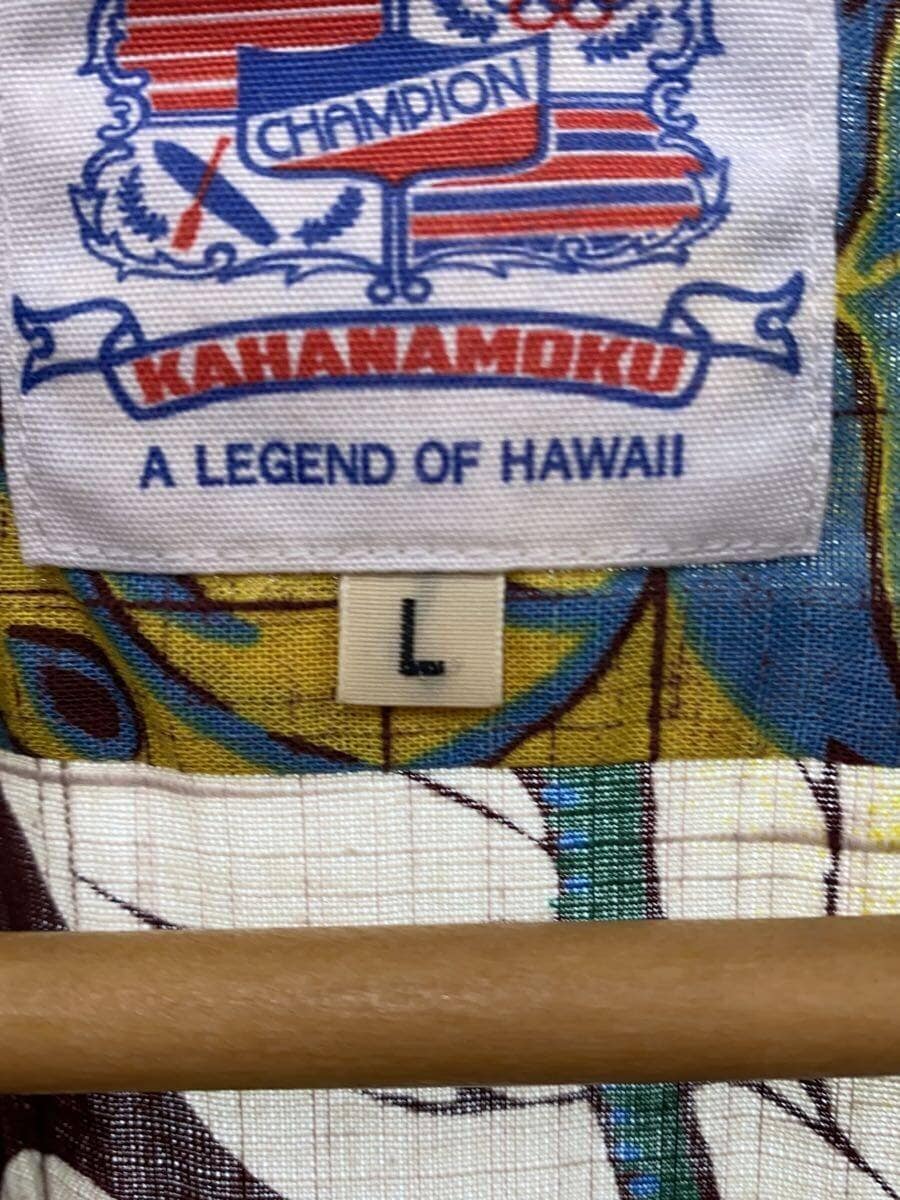 CHAMPION
KAHANAMOKU
A LEGEND OF HAWAII
L